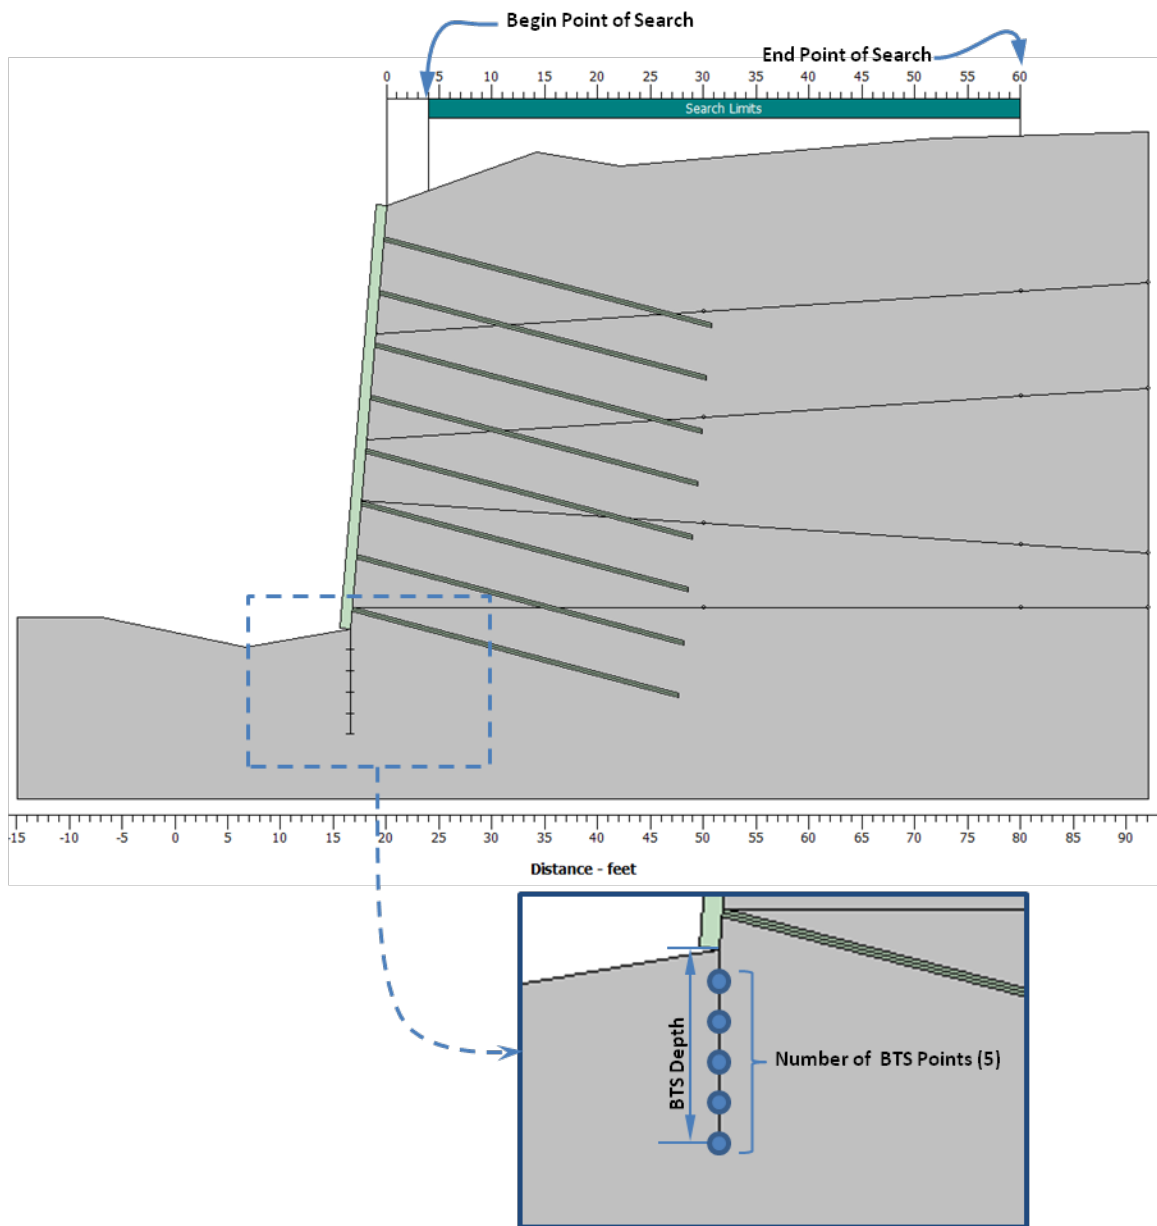 Begin Point of Search
End Point of Search
0 5 10 15 20 25 30 35 40 45 50 55 60
Search Limits
-15 -10 -5 0 5 10 15 20 25 30 35 40 45 50 55 60 65 70 75 80 85 90
Distance - feet
BTS Depth
Number of BTS Points (5)